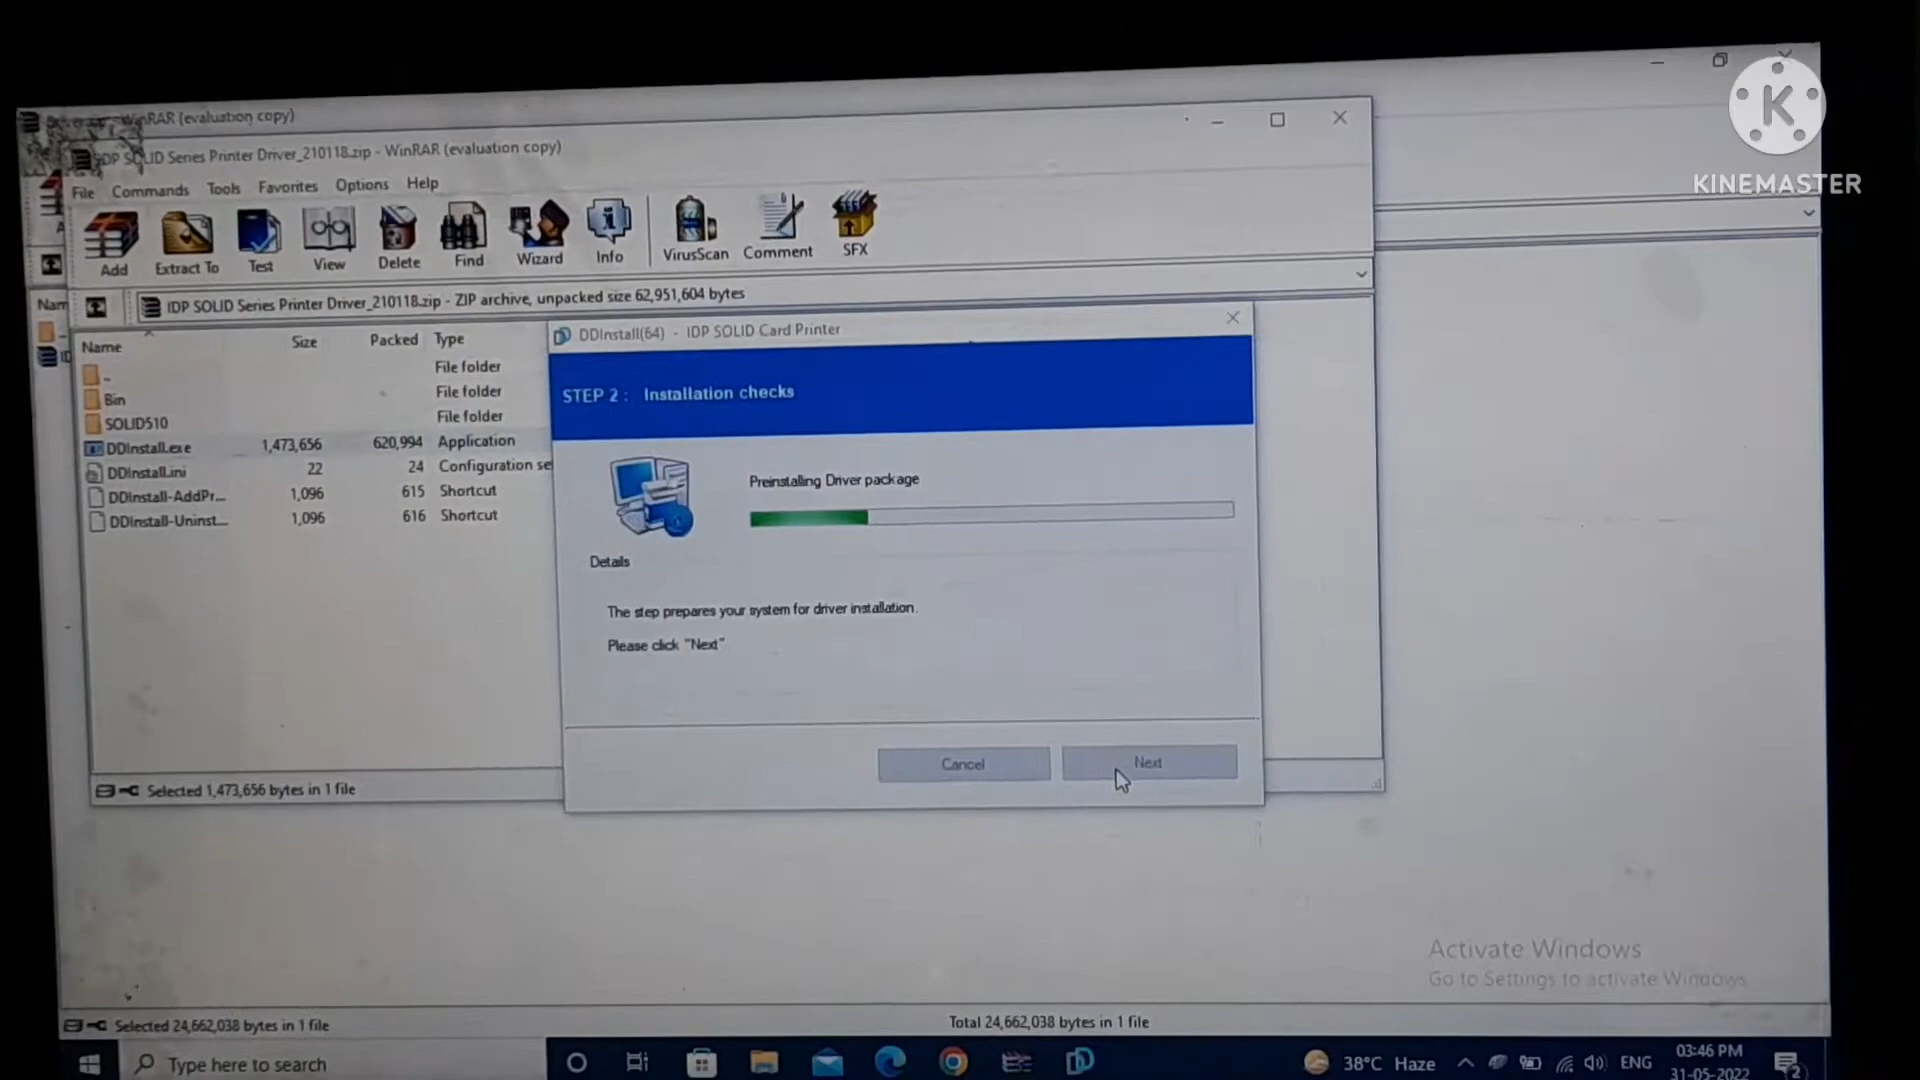 WinRAR (evaluation copy)
IDP SOLID Series Printer Driver_210118.zip - WinRAR (evaluation copy)
KINEMASTER
File Commands Tools Favorites Options Help
Add Extract To Test View Delete Find Wizard Info VirusScan Comment SFX
IDP SOLID Series Printer Driver_210118.zip - ZIP archive, unpacked size 62,951,604 bytes
Nam
Name Size Packed Type
.. File folder
Bin File folder
SOLID510 File folder
DDInstall.exe 1,473,656 620,994 Application
DDInstall.ini 22 24 Configuration se
DDInstall-AddPr... 1,096 615 Shortcut
DDInstall-Uninst... 1,096 616 Shortcut
DDInstall(64) - IDP SOLID Card Printer
STEP 2 : Installation checks
Preinstalling Driver package
Details
The step prepares your system for driver installation.
Please click "Next"
Cancel Next
Selected 1,473,656 bytes in 1 file
Activate Windows
Go to Settings to activate Windows.
Selected 24,662,038 bytes in 1 file
Total 24,662,038 bytes in 1 file
Type here to search
38°C Haze
ENG
03:46 PM
31-05-2022
2